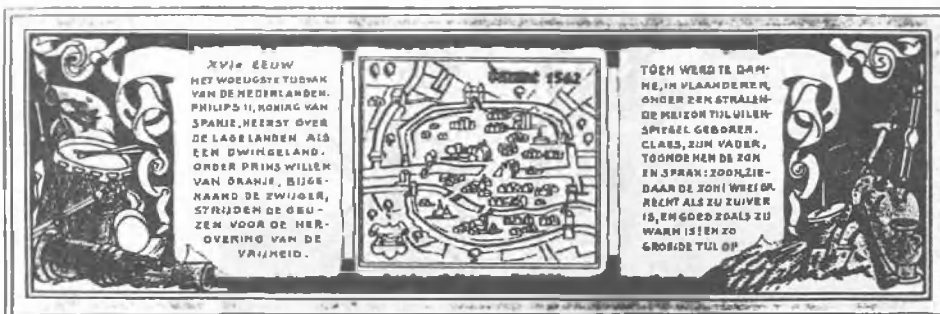 XVIe EEUW
HET WOELIGSTE TIJDVAK
VAN DE NEDERLANDEN.
PHILIPS II, KONING VAN
SPANJE, HEERST OVER
DE LAGE LANDEN ALS
EEN DWINGELAND.
ONDER PRINS WILLEM
VAN ORANJE, BIJGE-
NAAMD DE ZWIJGER,
STRIJDEN DE GEU-
ZEN VOOR DE HER-
OVERING VAN DE
VRIJHEID.
1562
TOEN WERD TE DAM-
ME, IN VLAANDEREN,
ONDER EEN STRALEN-
DE MEIZON TIJL UILEN-
SPIEGEL GEBOREN.
CLAES, ZIJN VADER,
TOONDE HEN DE ZON
EN SPRAK: ZOON, ZIE-
DAAR DE ZON! WEES OP-
RECHT ALS ZIJ ZUIVER
IS, EN GOED ZOALS ZIJ
WARM IS! EN ZO
GROEIDE TIJL OP